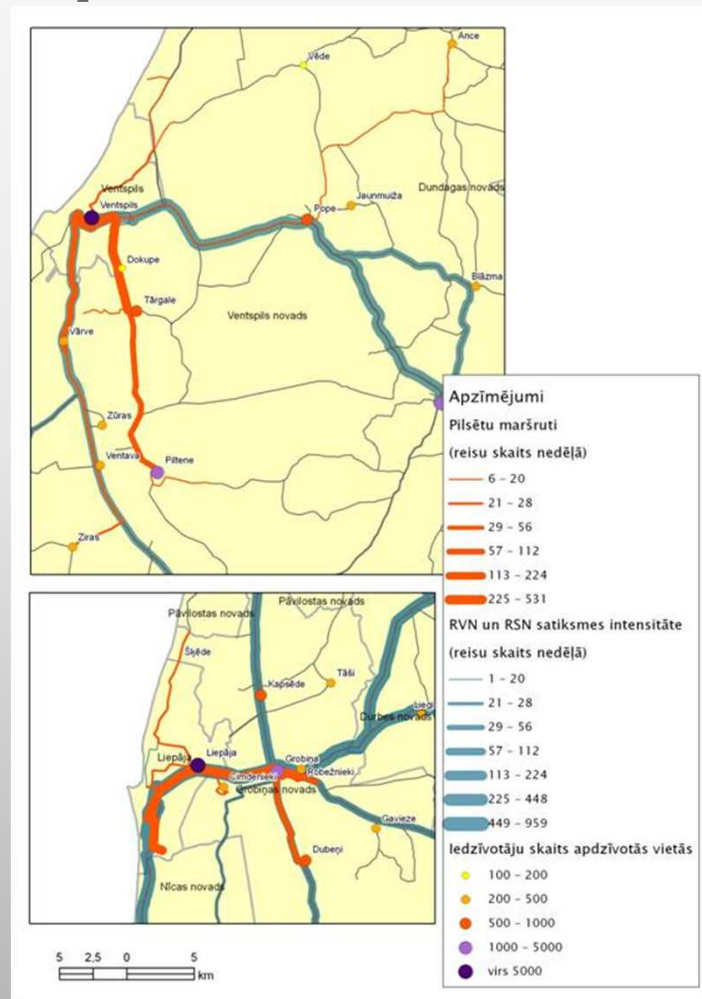 Ance
Vēde
Ventspils
Ventspils
Pope
Jaunmuiža
Dundagas novads
Dokupe
Blāzma
Tārgale
Ventspils novads
Vārve
Zūras
Ventava
Piltene
Ziras
Apzīmējumi
Pilsētu maršruti
(reisu skaits nedēļā)
6 - 20
21 - 28
29 - 56
57 - 112
113 - 224
225 - 531
RVN un RSN satiksmes intensitāte
(reisu skaits nedēļā)
1 - 20
21 - 28
29 - 56
57 - 112
113 - 224
225 - 448
449 - 959
Iedzīvotāju skaits apdzīvotās vietās
100 - 200
200 - 500
500 - 1000
1000 - 5000
virs 5000
Pāvilostas novads
Pāvilostas novads
Šķēde
Tāši
Kapsēde
Durbes novads
Liepāja
Liepāja
Grobiņa
Cimdenieki
Robežnieki
Grobiņas novads
Gavieze
Dubeņi
Nīcas novads
5 2,5 0 5
km